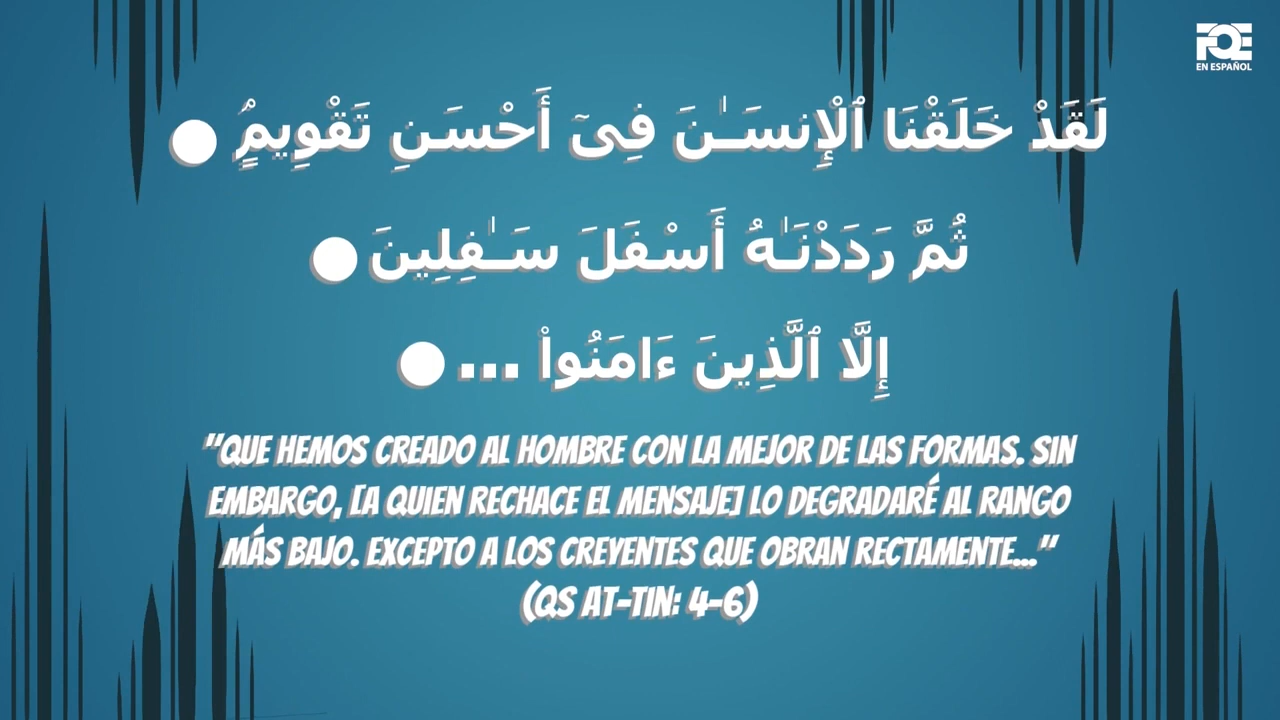 FQE
EN ESPAÑOL
لَقَدْ خَلَقْنَا ٱلْإِنسَـٰنَ فِىٓ أَحْسَنِ تَقْوِيمٍۢ ●
ثُمَّ رَدَدْنَـٰهُ أَسْفَلَ سَـٰفِلِينَ ●
إِلَّا ٱلَّذِينَ ءَامَنُوا۟ ... ●
"QUE HEMOS CREADO AL HOMBRE CON LA MEJOR DE LAS FORMAS. SIN
EMBARGO, [A QUIEN RECHACE EL MENSAJE] LO DEGRADARÉ AL RANGO
MÁS BAJO. EXCEPTO A LOS CREYENTES QUE OBRAN RECTAMENTE..."
(QS AT-TIN: 4-6)